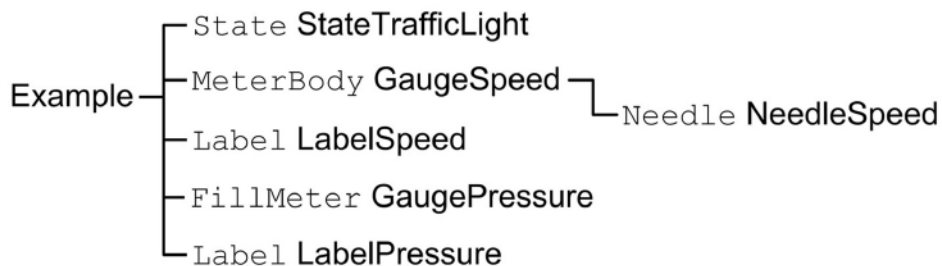 State StateTrafficLight
MeterBody GaugeSpeed
Example
Needle NeedleSpeed
Label LabelSpeed
FillMeter GaugePressure
Label LabelPressure